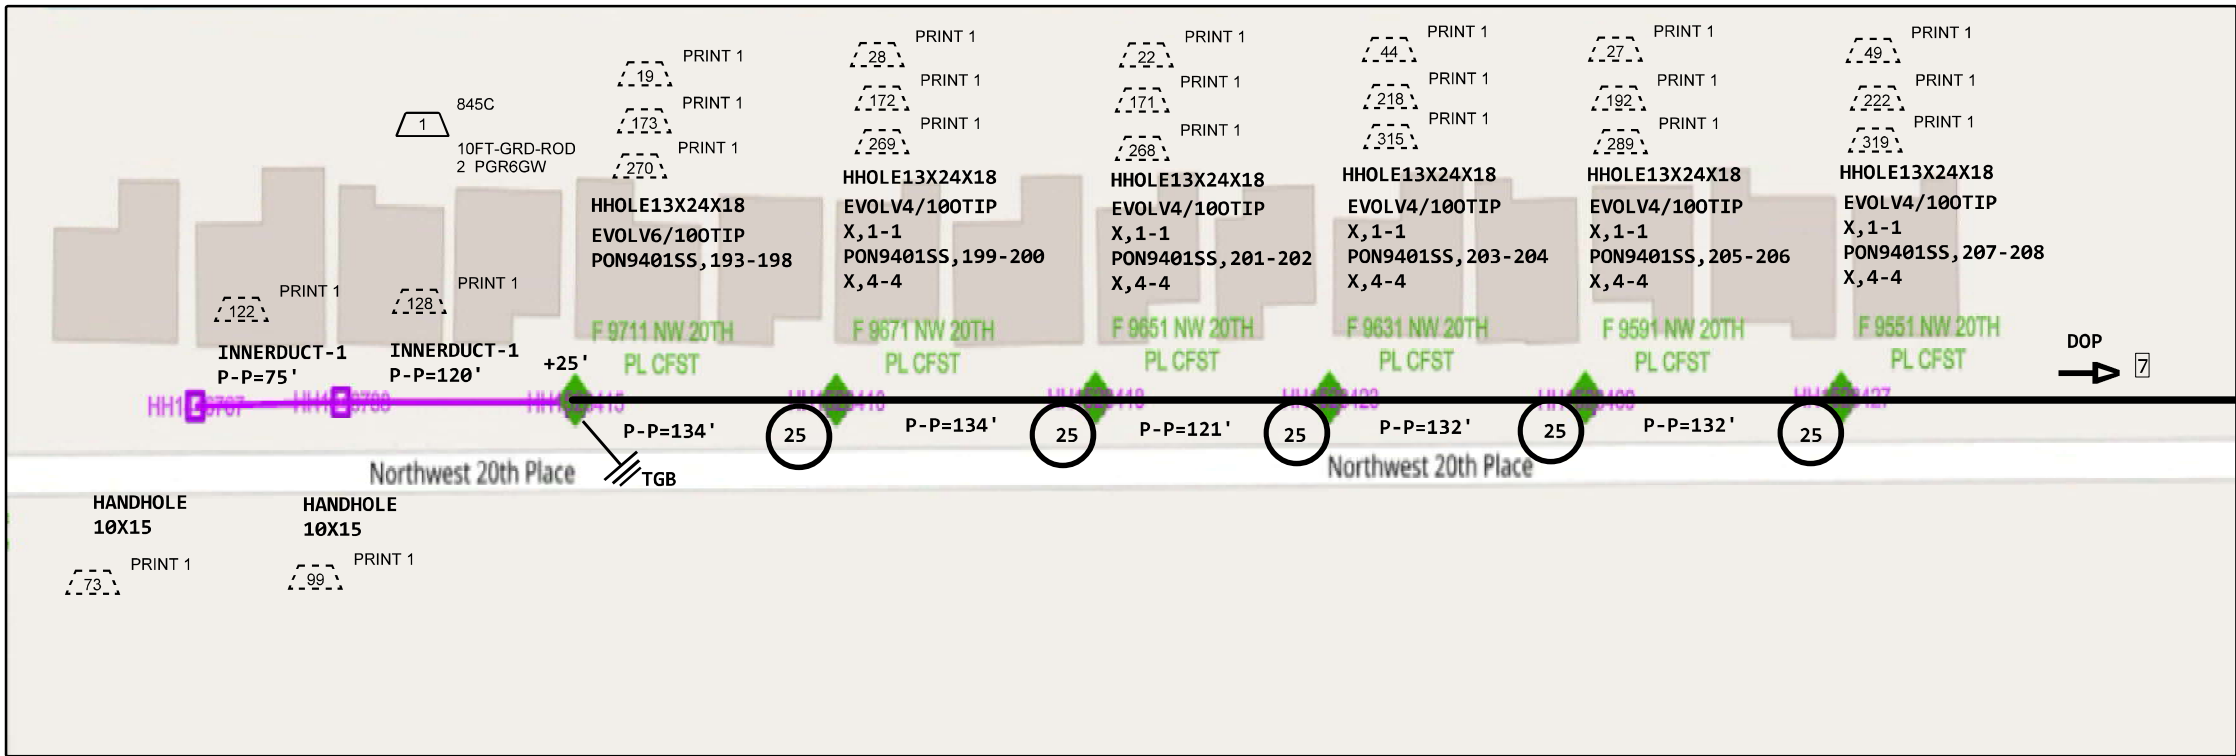 PRINT 1
19
PRINT 1
173
PRINT 1
270
HHOLE13X24X18
EVOLV6/10OTIP
PON9401SS,193-198
F 9711 NW 20TH
PL CFST
PRINT 1
28
PRINT 1
172
PRINT 1
269
HHOLE13X24X18
EVOLV4/10OTIP
X,1-1
PON9401SS,199-200
X,4-4
F 9671 NW 20TH
PL CFST
PRINT 1
22
PRINT 1
171
PRINT 1
268
HHOLE13X24X18
EVOLV4/10OTIP
X,1-1
PON9401SS,201-202
X,4-4
F 9651 NW 20TH
PL CFST
PRINT 1
44
PRINT 1
218
PRINT 1
315
HHOLE13X24X18
EVOLV4/10OTIP
X,1-1
PON9401SS,203-204
X,4-4
F 9631 NW 20TH
PL CFST
PRINT 1
27
PRINT 1
192
PRINT 1
289
HHOLE13X24X18
EVOLV4/10OTIP
X,1-1
PON9401SS,205-206
X,4-4
F 9591 NW 20TH
PL CFST
PRINT 1
49
PRINT 1
222
PRINT 1
319
HHOLE13X24X18
EVOLV4/10OTIP
X,1-1
PON9401SS,207-208
X,4-4
F 9551 NW 20TH
PL CFST
845C
1
10FT-GRD-ROD
2 PGR6GW
PRINT 1
122
PRINT 1
128
INNERDUCT-1
P-P=75'
INNERDUCT-1
P-P=120'
+25'
DOP
7
P-P=134'
25
P-P=134'
25
P-P=121'
25
P-P=132'
25
P-P=132'
25
Northwest 20th Place
TGB
Northwest 20th Place
HANDHOLE
10X15
HANDHOLE
10X15
PRINT 1
73
PRINT 1
99